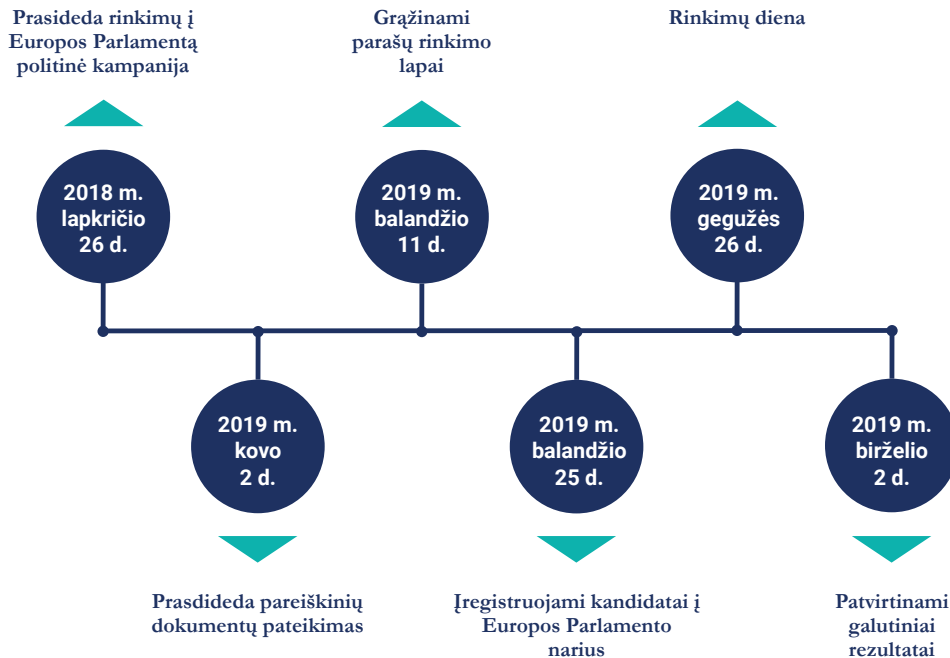 Prasideda rinkimų į
Europos Parlamentą
politinė kampanija
Grąžinami
parašų rinkimo
lapai
Rinkimų diena
2018 m.
lapkričio
26 d.
2019 m.
balandžio
11 d.
2019 m.
gegužės
26 d.
2019 m.
kovo
2 d.
2019 m.
balandžio
25 d.
2019 m.
birželio
2 d.
Prasdideda pareiškinių
dokumentų pateikimas
Įregistruojami kandidatai į
Europos Parlamento
narius
Patvirtinami
galutiniai
rezultatai